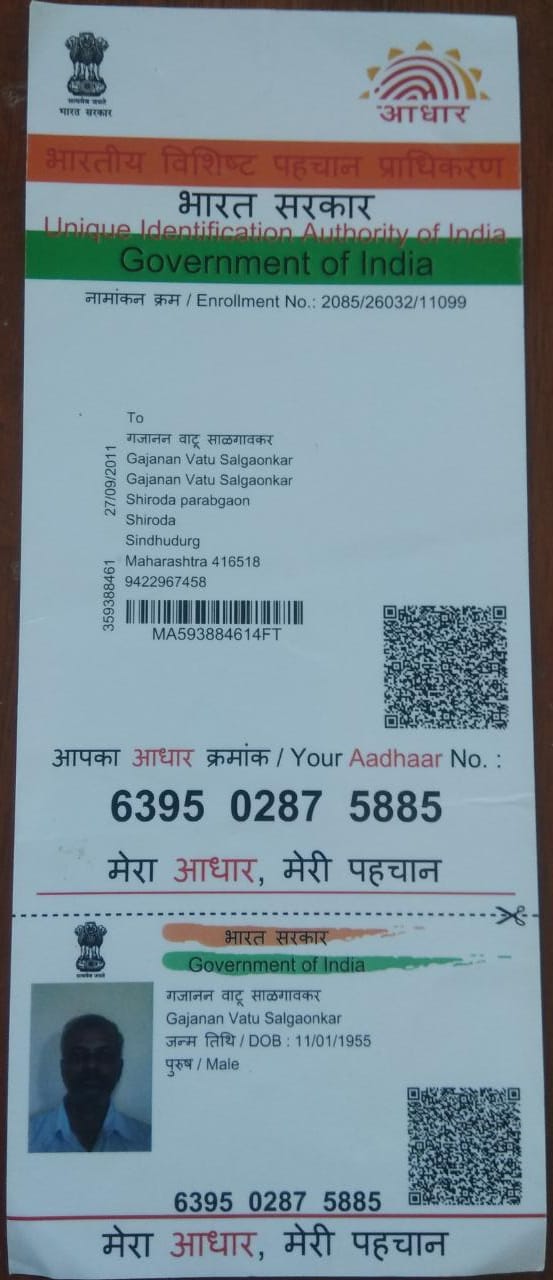 सत्यमेव जयते
भारत सरकार
आधार
भारतीय विशिष्ट पहचान प्राधिकरण
भारत सरकार
Unique Identification Authority of India
Government of India
नामांकन क्रम / Enrollment No.: 2085/26032/11099
To
गजानन वाटू साळगावकर
Gajanan Vatu Salgaonkar
Gajanan Vatu Salgaonkar
Shiroda parabgaon
Shiroda
Sindhudurg
Maharashtra 416518
9422967458
27/09/2011
359388461
MA593884614FT
आपका आधार क्रमांक / Your Aadhaar No. :
6395 0287 5885
मेरा आधार, मेरी पहचान
सत्यमेव जयते
भारत सरकार
Government of India
गजानन वाटू साळगावकर
Gajanan Vatu Salgaonkar
जन्म तिथि / DOB : 11/01/1955
पुरुष / Male
6395 0287 5885
मेरा आधार, मेरी पहचान